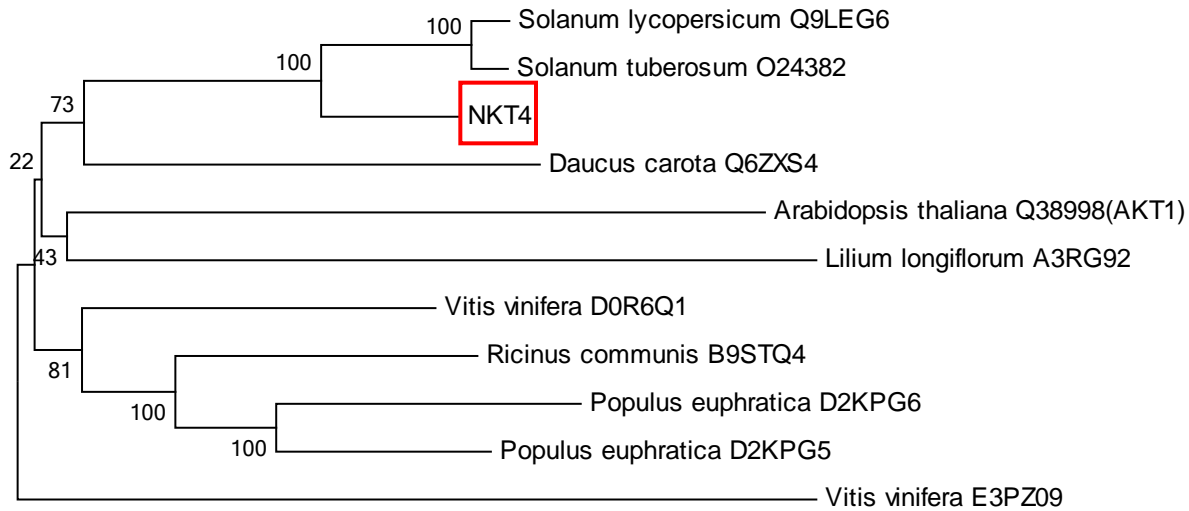 Solanum lycopersicum Q9LEG6
100
100
Solanum tuberosum O24382
73
NKT4
22
Daucus carota Q6ZXS4
Arabidopsis thaliana Q38998(AKT1)
43
Lilium longiflorum A3RG92
Vitis vinifera D0R6Q1
81
Ricinus communis B9STQ4
100
Populus euphratica D2KPG6
100
Populus euphratica D2KPG5
Vitis vinifera E3PZ09